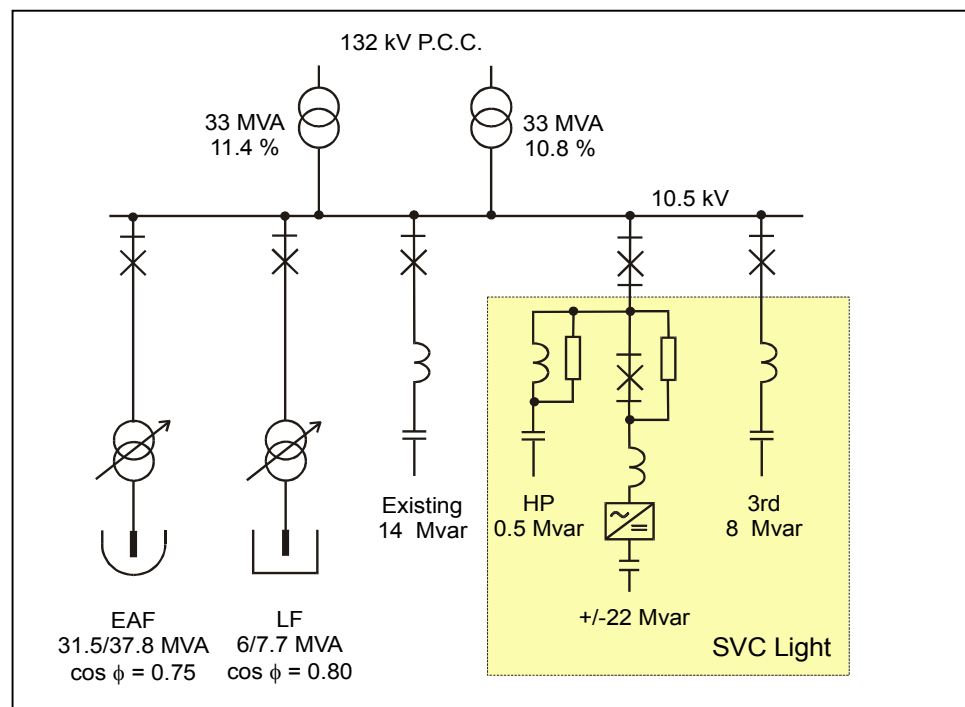 132 kV P.C.C.
33 MVA
11.4 %
33 MVA
10.8 %
10.5 kV
Existing
14 Mvar
HP
0.5 Mvar
3rd
8 Mvar
+/-22 Mvar
SVC Light
EAF
31.5/37.8 MVA
cos ϕ = 0.75
LF
6/7.7 MVA
cos ϕ = 0.80